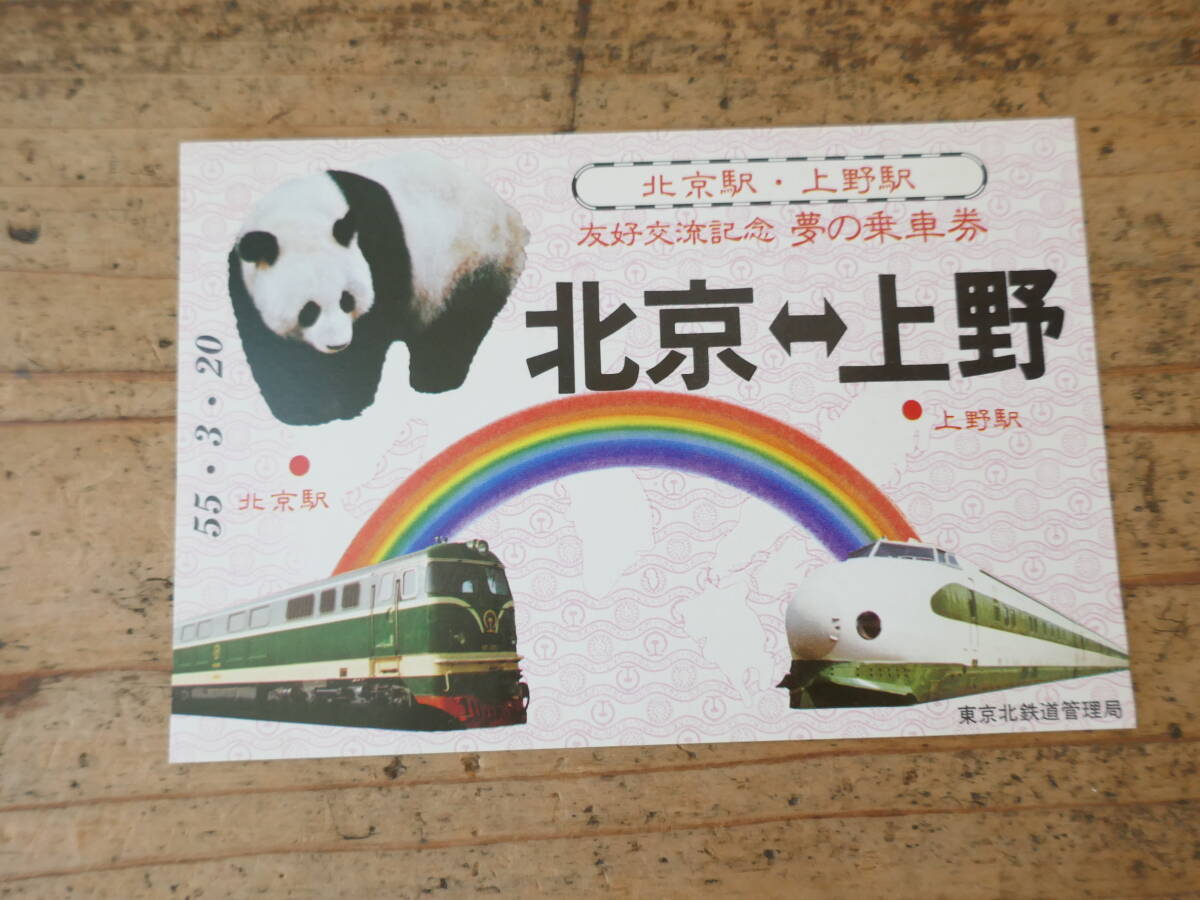 北京駅・上野駅
友好交流記念 夢の乗車券
北京↔上野
上野駅
北京駅
55・3・20
東京北鉄道管理局